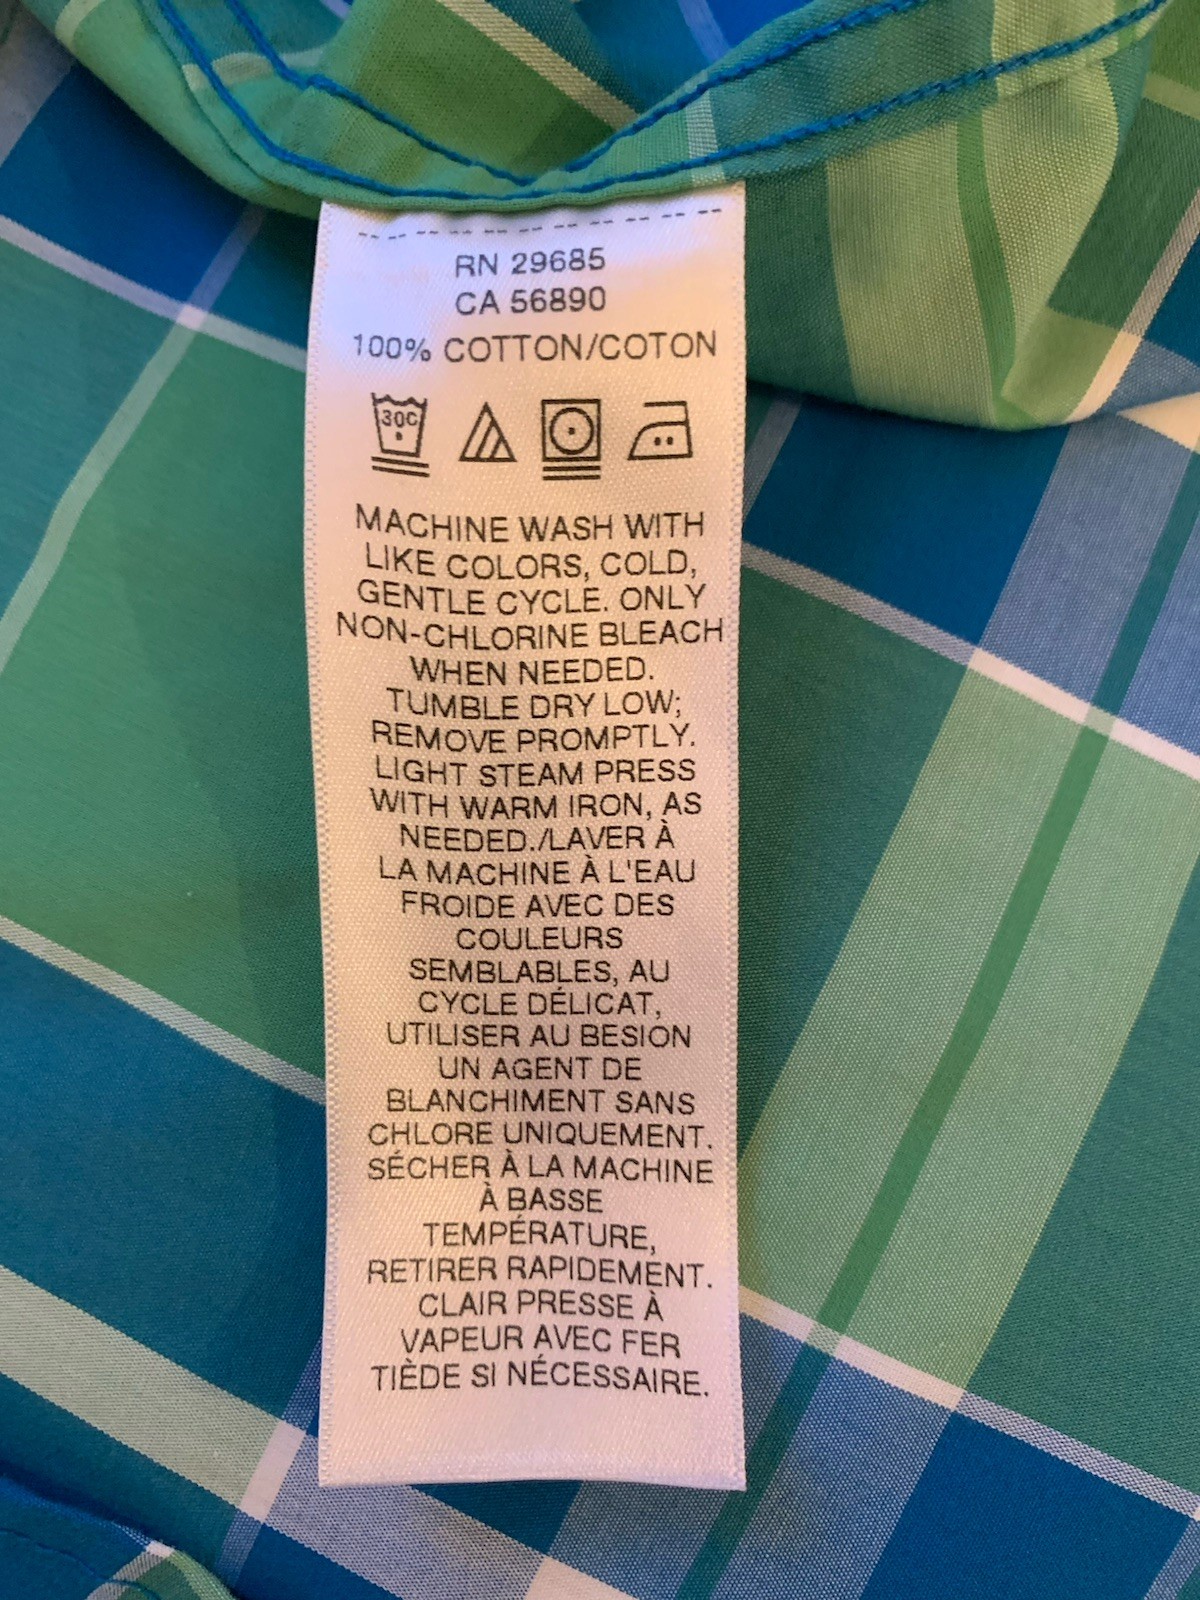 RN 29685
CA 56890
100% COTTON/COTON
30C
MACHINE WASH WITH
LIKE COLORS, COLD,
GENTLE CYCLE. ONLY
NON-CHLORINE BLEACH
WHEN NEEDED.
TUMBLE DRY LOW;
REMOVE PROMPTLY.
LIGHT STEAM PRESS
WITH WARM IRON, AS
NEEDED./LAVER À
LA MACHINE À L'EAU
FROIDE AVEC DES
COULEURS
SEMBLABLES, AU
CYCLE DÉLICAT,
UTILISER AU BESION
UN AGENT DE
BLANCHIMENT SANS
CHLORE UNIQUEMENT.
SÉCHER À LA MACHINE
À BASSE
TEMPÉRATURE,
RETIRER RAPIDEMENT.
CLAIR PRESSE À
VAPEUR AVEC FER
TIÈDE SI NÉCESSAIRE.